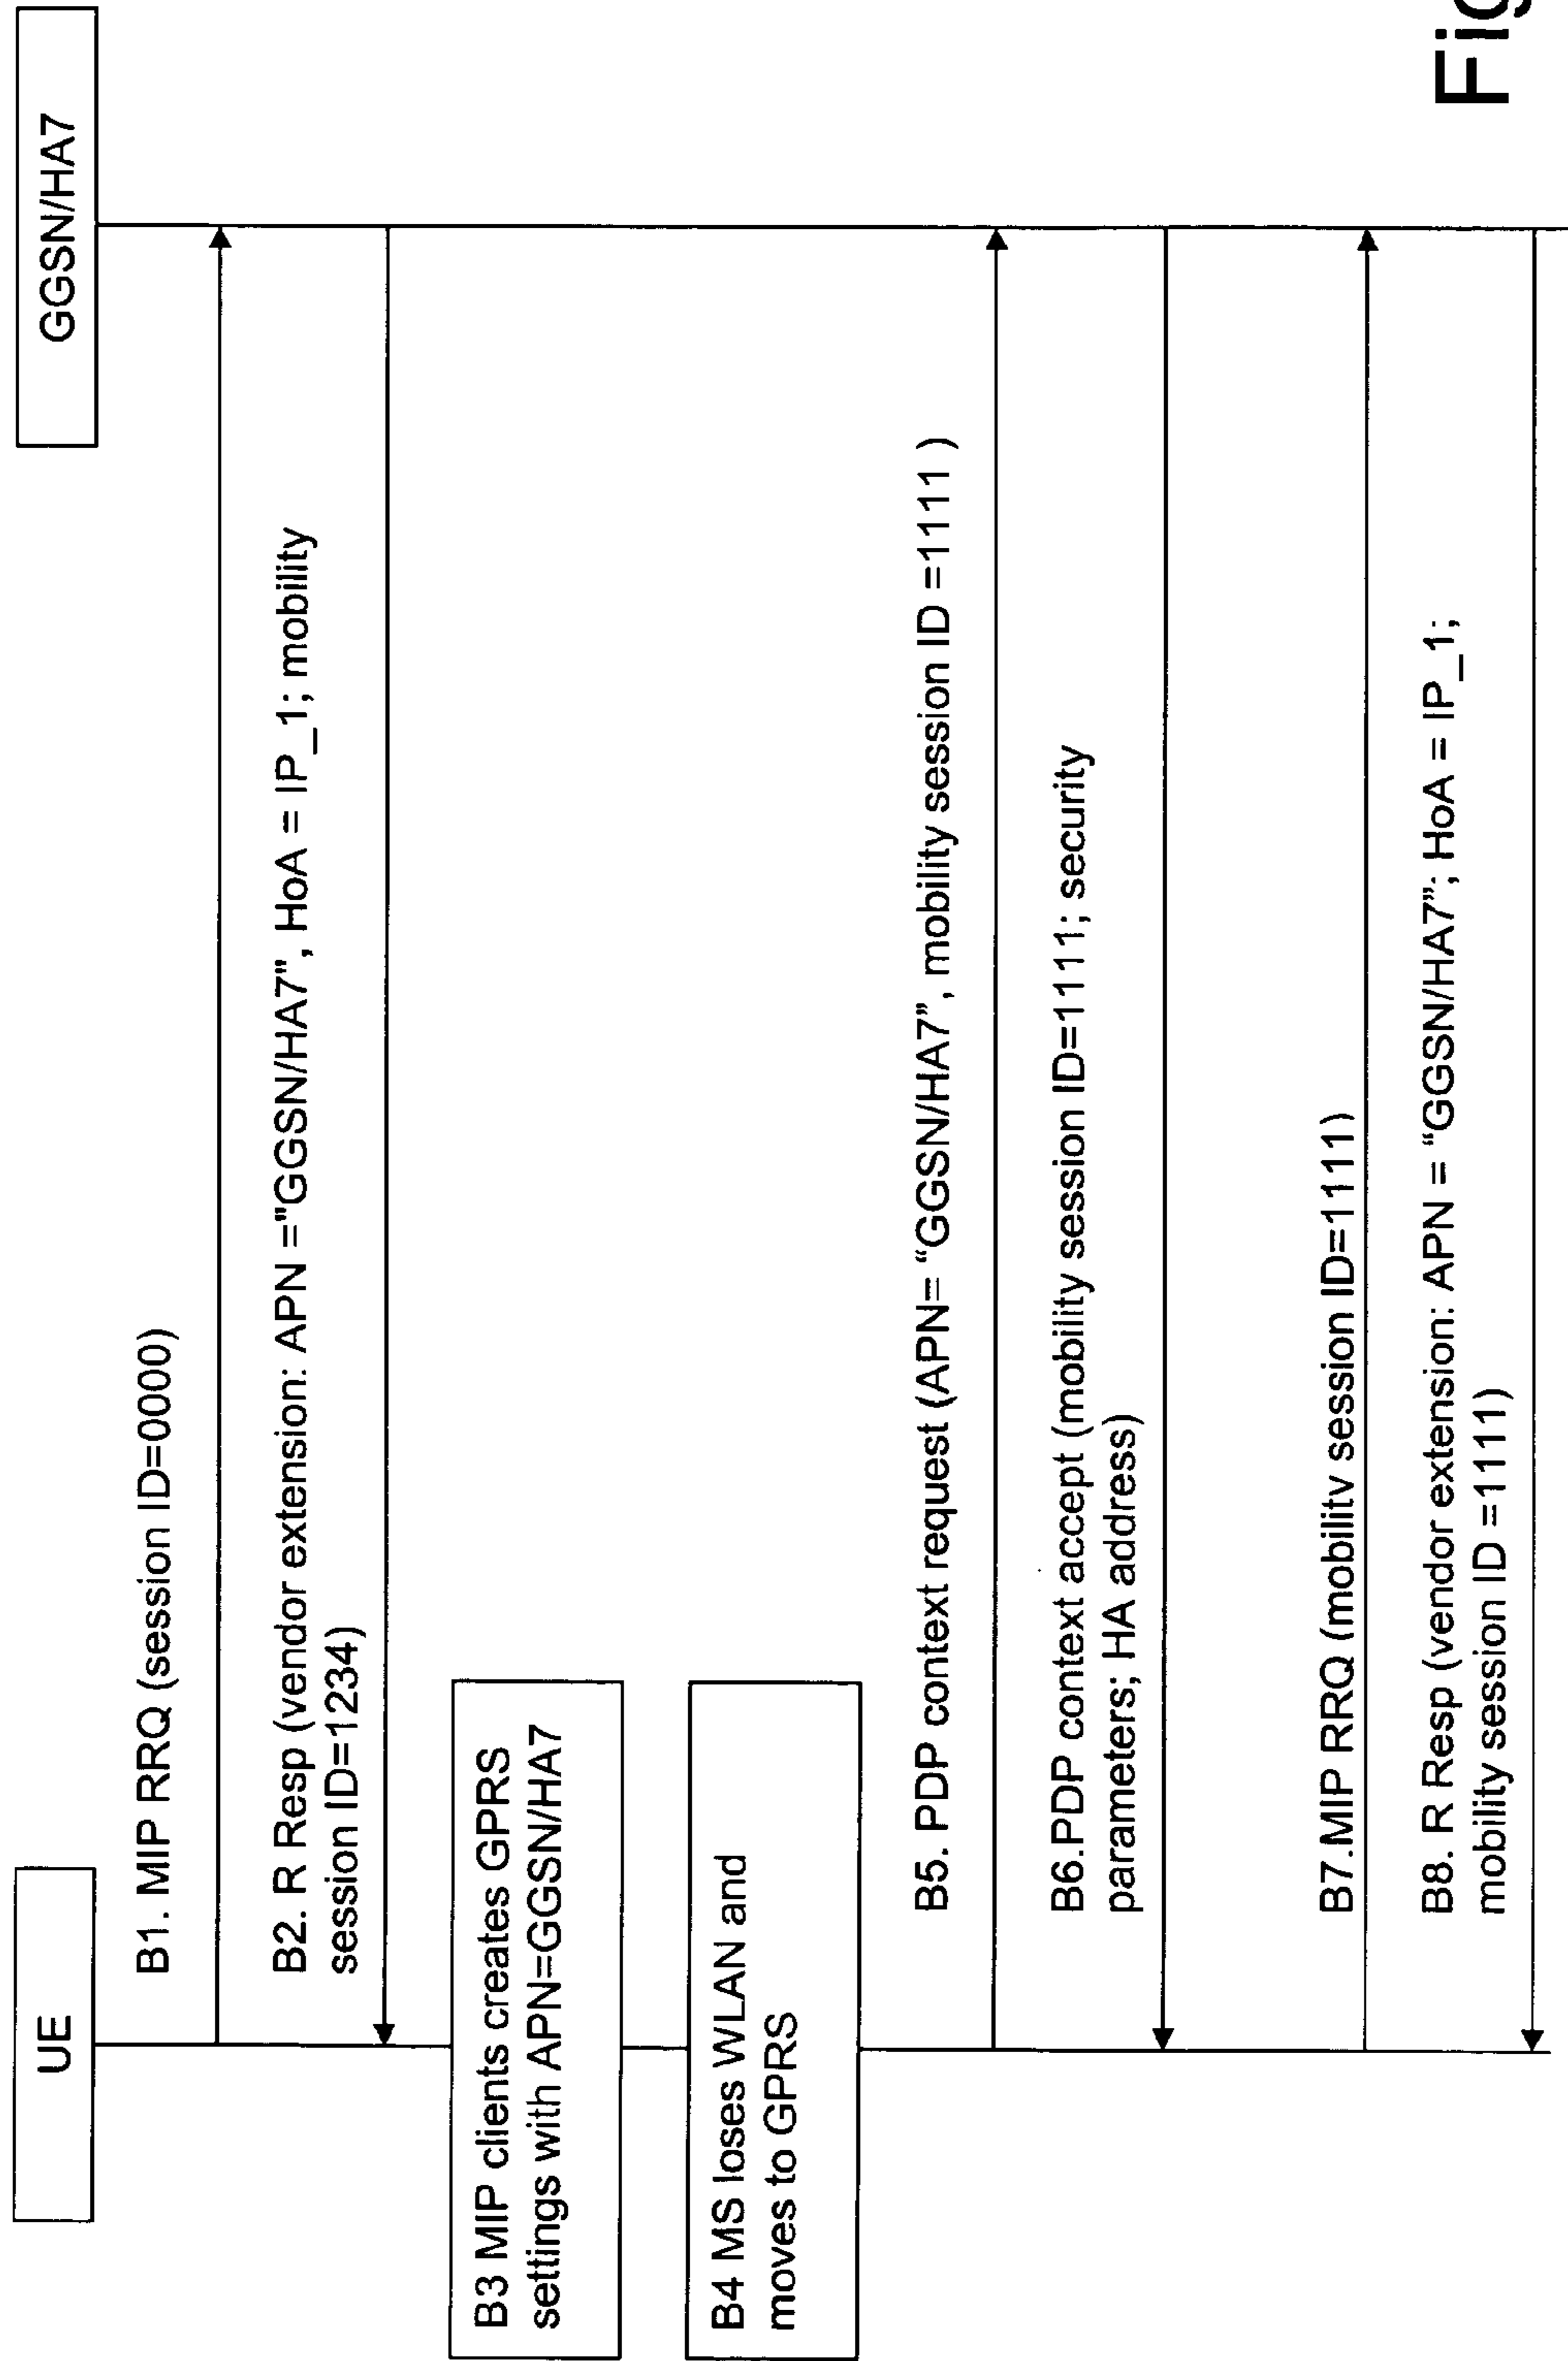 UE
GGSN/HA7
B1. MIP RRQ (session ID=0000)
B2. R Resp (vendor extension: APN ="GGSN/HA7", HoA = IP_1; mobility
session ID=1234)
B3 MIP clients creates GPRS
settings with APN=GGSN/HA7
B4 MS loses WLAN and
moves to GPRS
B5. PDP context request (APN= “GGSN/HA7”, mobility session ID =1111 )
B6.PDP context accept (mobility session ID=1111; security
parameters; HA address)
B7.MIP RRQ (mobility session ID=1111)
B8. R Resp (vendor extension: APN = “GGSN/HA7”; HoA = IP_1;
mobility session ID =1111)
Fig